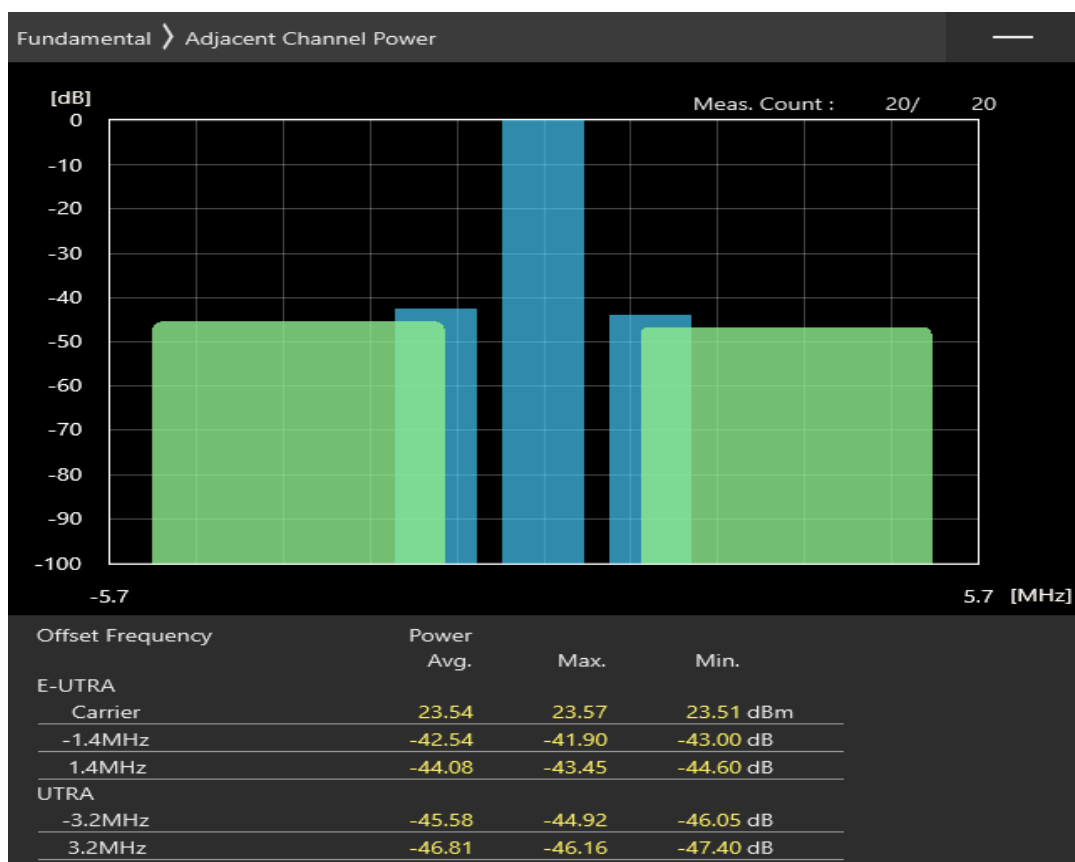 Fundamental 〉 Adjacent Channel Power
[dB]
Meas. Count : 20/ 20
0
-10
-20
-30
-40
-50
-60
-70
-80
-90
-100
-5.7 5.7 [MHz]
Offset Frequency Power
Avg. Max. Min.
E-UTRA
Carrier 23.54 23.57 23.51 dBm
-1.4MHz -42.54 -41.90 -43.00 dB
1.4MHz -44.08 -43.45 -44.60 dB
UTRA
-3.2MHz -45.58 -44.92 -46.05 dB
3.2MHz -46.81 -46.16 -47.40 dB